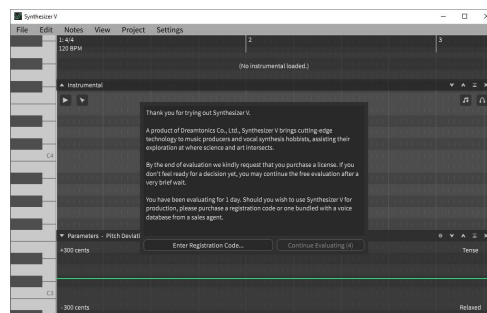 Synthesizer V
File Edit Notes View Project Settings
1: 4/4 2 3
120 BPM
(No instrumental loaded.)
Instrumental
Thank you for trying out Synthesizer V.
A product of Dreamtonics Co., Ltd., Synthesizer V brings cutting-edge
technology to music producers and vocal synthesis hobbists, assisting their
exploration at where science and art intersects.
By the end of evaluation we kindly request that you purchase a license. If you
don't feel ready for a decision yet, you may continue the free evaluation after a
very brief wait.
You have been evaluating for 1 day. Should you wish to use Synthesizer V for
production, please purchase a registration code or one bundled with a voice
database from a sales agent.
Enter Registration Code... Continue Evaluating (4)
C4
Parameters - Pitch Deviati
+300 cents Tense
C3
-300 cents Relaxed